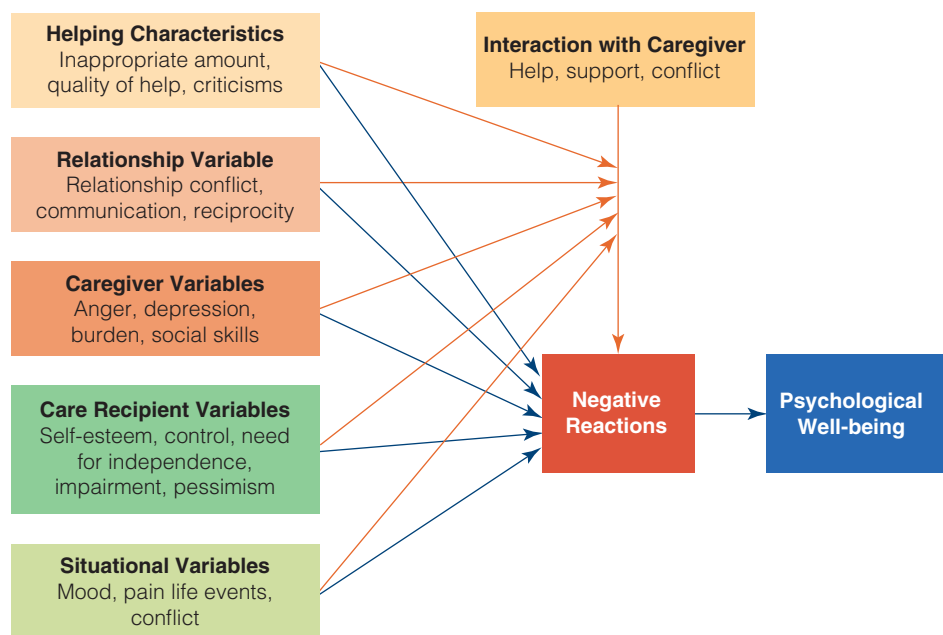 Helping Characteristics
Inappropriate amount,
quality of help, criticisms
Interaction with Caregiver
Help, support, conflict
Relationship Variable
Relationship conflict,
communication, reciprocity
Caregiver Variables
Anger, depression,
burden, social skills
Care Recipient Variables
Self-esteem, control, need
for independence,
impairment, pessimism
Negative
Reactions
Psychological
Well-being
Situational Variables
Mood, pain life events,
conflict